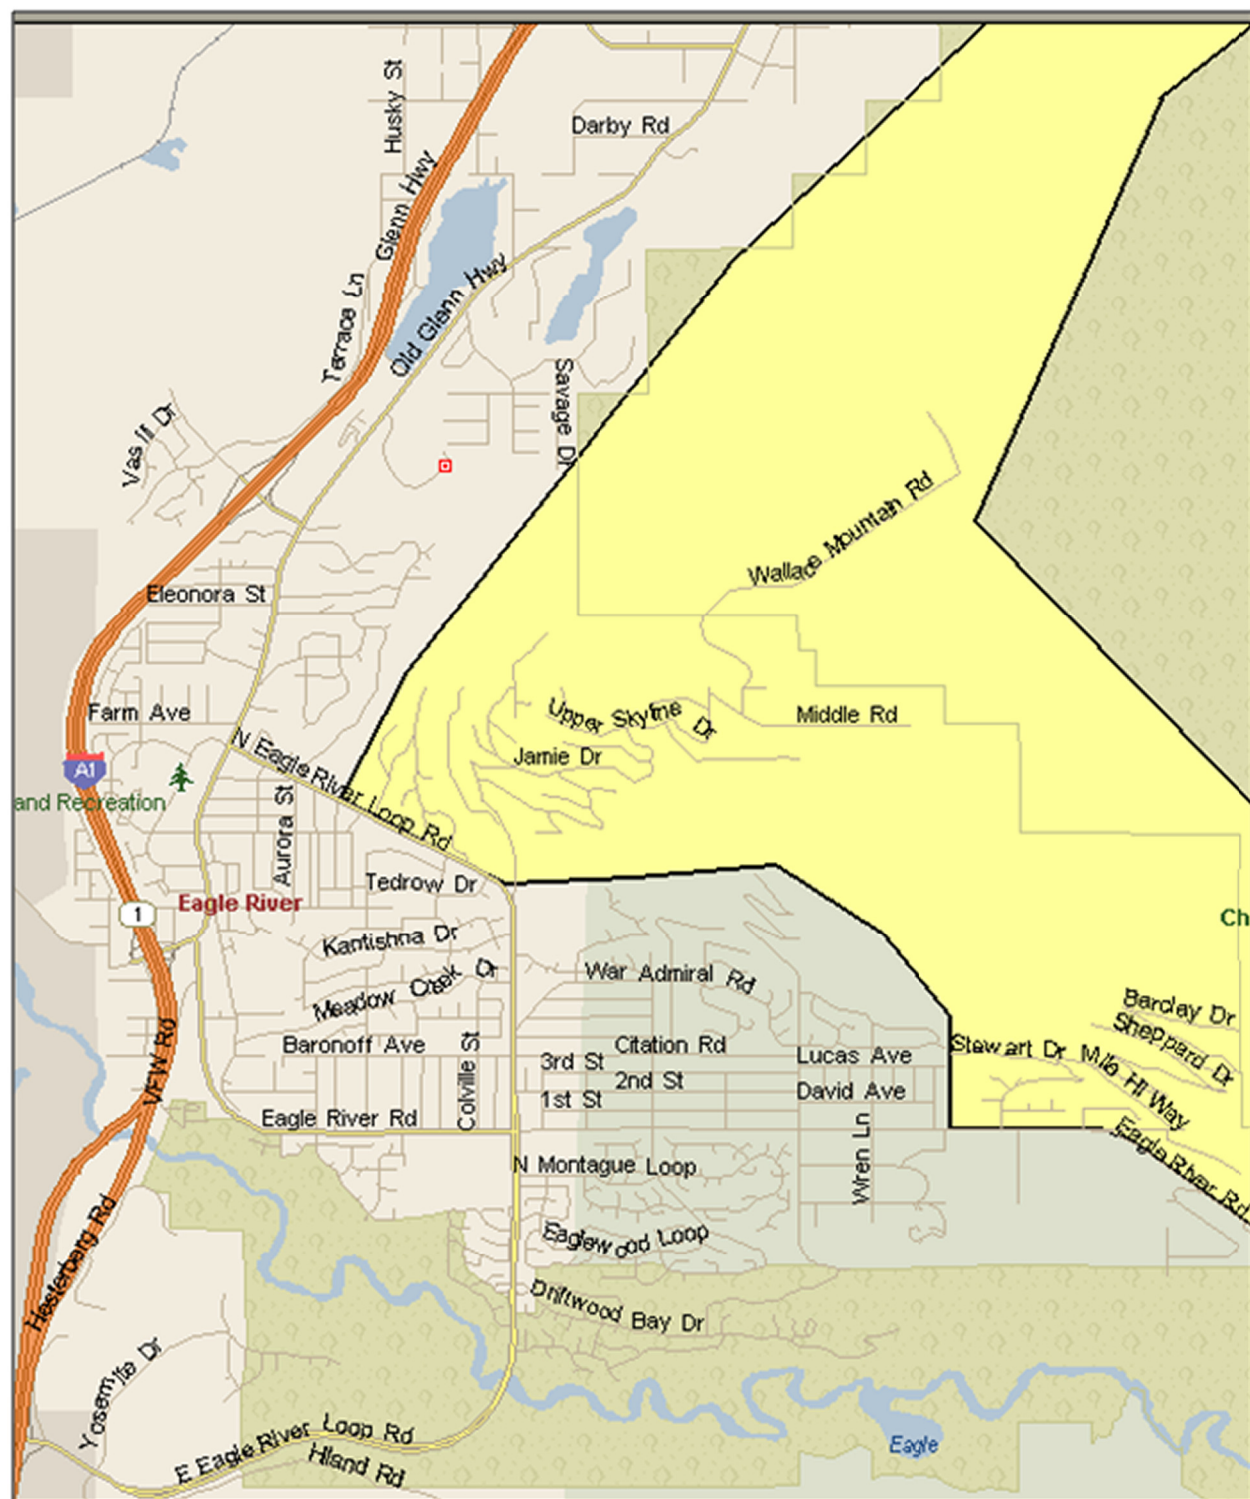 Husky St
Darby Rd
Glenn Hwy
Old Glenn Hwy
Terrace Ln
Savage Dr
Vas Ill Dr
Wallace Mountain Rd
Eleonora St
Farm Ave
Upper Skyline Dr
Middle Rd
N Eagle River Loop Rd
Jamie Dr
A1
and Recreation
Aurora St
Tedrow Dr
Eagle River
1
Ch
Kantishna Dr
War Admiral Rd
Meadow Creek Dr
Barclay Dr
Sheppard Dr
VFW Rd
Baronoff Ave
Colville St
3rd St
Citation Rd
Lucas Ave
Stewart Dr
Mile HI Way
2nd St
David Ave
1st St
Eagle River Rd
Eagle River Rd
Wren Ln
N Montague Loop
Hesterberg Rd
Eaglewood Loop
Driftwood Bay Dr
Yosemite Dr
E Eagle River Loop Rd
Hland Rd
Eagle